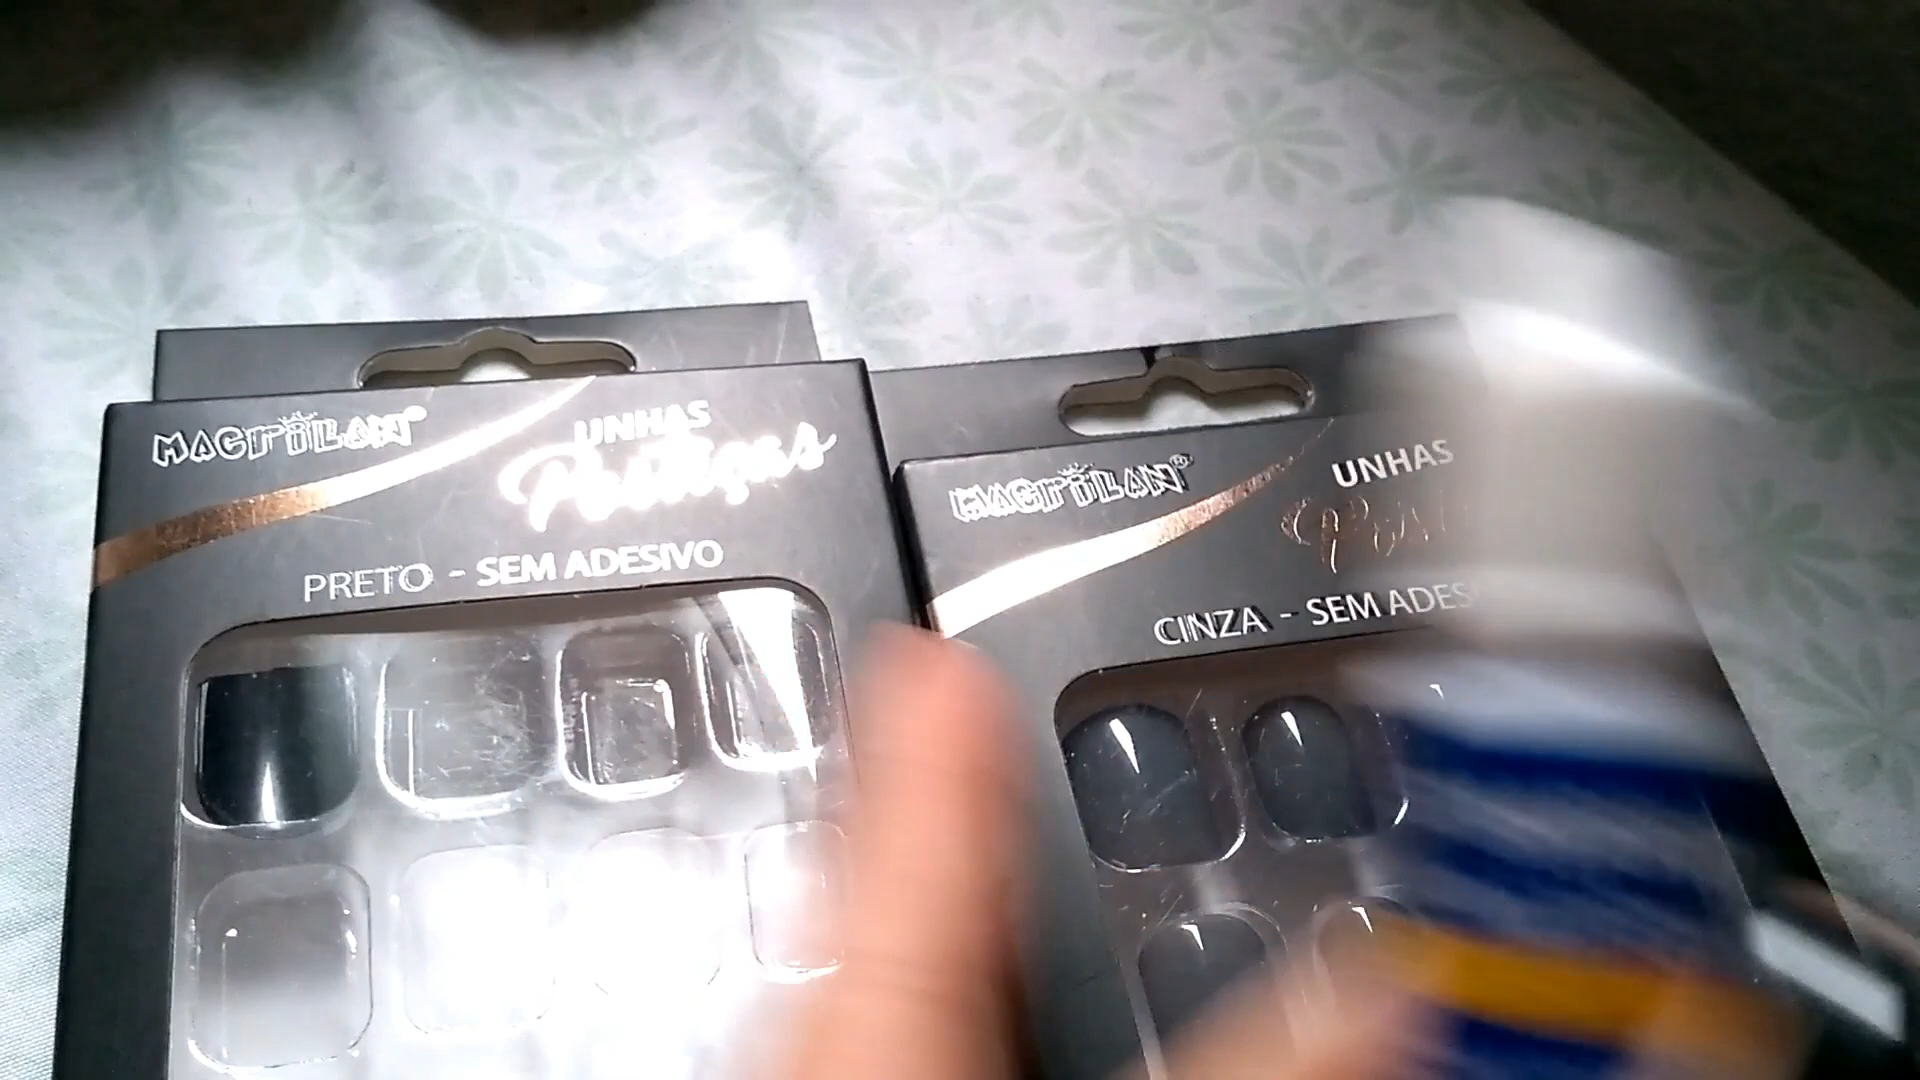 MACRILAN®
UNHAS
Postiças
PRETO - SEM ADESIVO
MACRILAN®
UNHAS
CINZA - SEM ADES